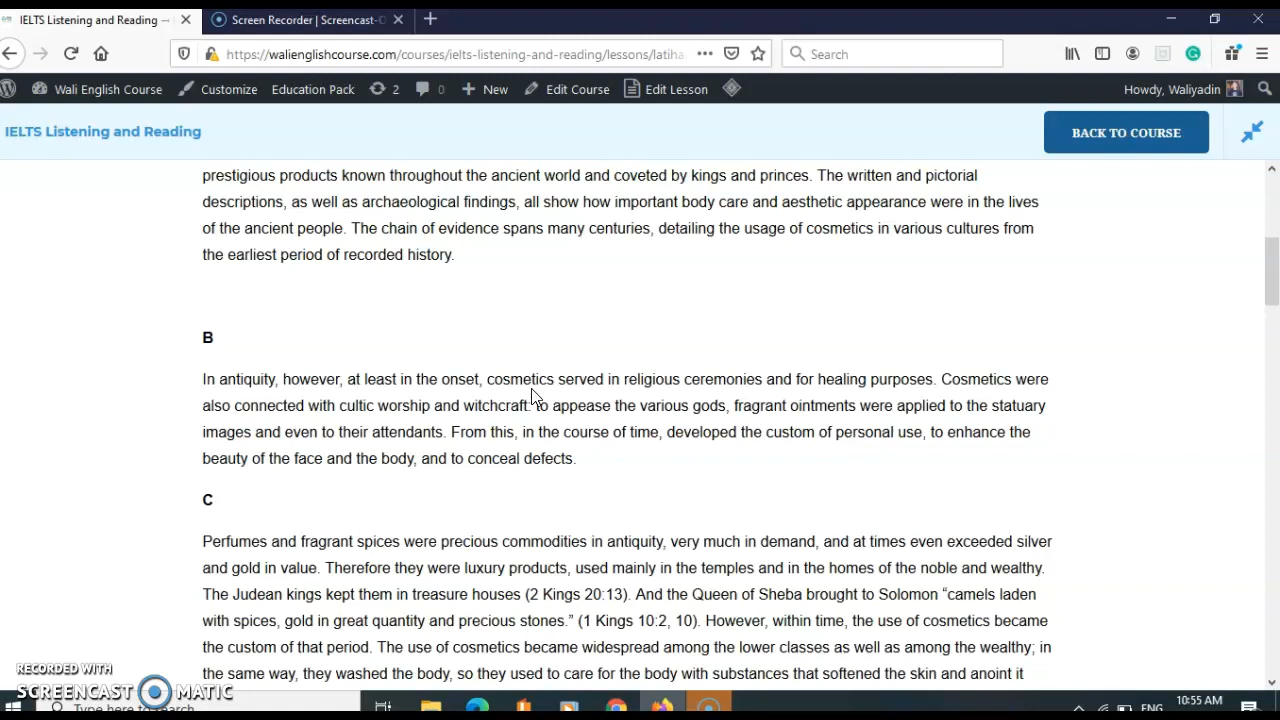 IELTS Listening and Reading —
Screen Recorder | Screencast-O
https://walienglishcourse.com/courses/ielts-listening-and-reading/lessons/latiha
Search
Wali English Course
Customize
Education Pack
2
0
New
Edit Course
Edit Lesson
Howdy, Waliyadin
IELTS Listening and Reading
BACK TO COURSE
prestigious products known throughout the ancient world and coveted by kings and princes. The written and pictorial
descriptions, as well as archaeological findings, all show how important body care and aesthetic appearance were in the lives
of the ancient people. The chain of evidence spans many centuries, detailing the usage of cosmetics in various cultures from
the earliest period of recorded history.
B
In antiquity, however, at least in the onset, cosmetics served in religious ceremonies and for healing purposes. Cosmetics were
also connected with cultic worship and witchcraft: to appease the various gods, fragrant ointments were applied to the statuary
images and even to their attendants. From this, in the course of time, developed the custom of personal use, to enhance the
beauty of the face and the body, and to conceal defects.
C
Perfumes and fragrant spices were precious commodities in antiquity, very much in demand, and at times even exceeded silver
and gold in value. Therefore they were luxury products, used mainly in the temples and in the homes of the noble and wealthy.
The Judean kings kept them in treasure houses (2 Kings 20:13). And the Queen of Sheba brought to Solomon “camels laden
with spices, gold in great quantity and precious stones.” (1 Kings 10:2, 10). However, within time, the use of cosmetics became
the custom of that period. The use of cosmetics became widespread among the lower classes as well as among the wealthy; in
the same way, they washed the body, so they used to care for the body with substances that softened the skin and anoint it
RECORDED WITH
SCREENCAST MATIC
Type here to search
ENG
10:55 AM